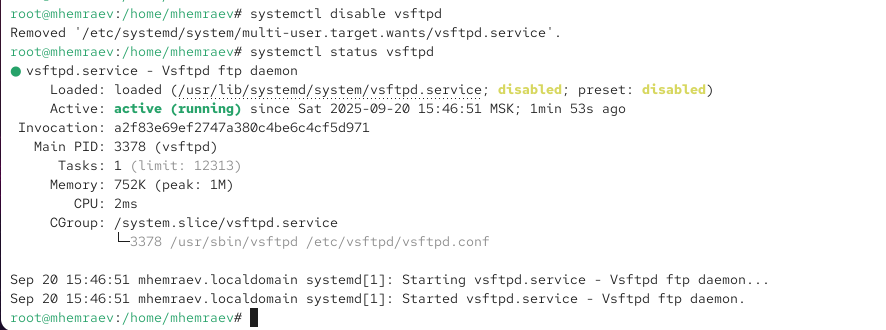 root@mhemraev:/home/mhemraev# systemctl disable vsftpd
Removed '/etc/systemd/system/multi-user.target.wants/vsftpd.service'.
root@mhemraev:/home/mhemraev# systemctl status vsftpd
● vsftpd.service - Vsftpd ftp daemon
     Loaded: loaded (/usr/lib/systemd/system/vsftpd.service; disabled; preset: disabled)
     Active: active (running) since Sat 2025-09-20 15:46:51 MSK; 1min 53s ago
 Invocation: a2f83e69ef2747a380c4be6c4cf5d971
   Main PID: 3378 (vsftpd)
      Tasks: 1 (limit: 12313)
     Memory: 752K (peak: 1M)
        CPU: 2ms
     CGroup: /system.slice/vsftpd.service
             └─3378 /usr/sbin/vsftpd /etc/vsftpd/vsftpd.conf
Sep 20 15:46:51 mhemraev.localdomain systemd[1]: Starting vsftpd.service - Vsftpd ftp daemon...
Sep 20 15:46:51 mhemraev.localdomain systemd[1]: Started vsftpd.service - Vsftpd ftp daemon.
root@mhemraev:/home/mhemraev#